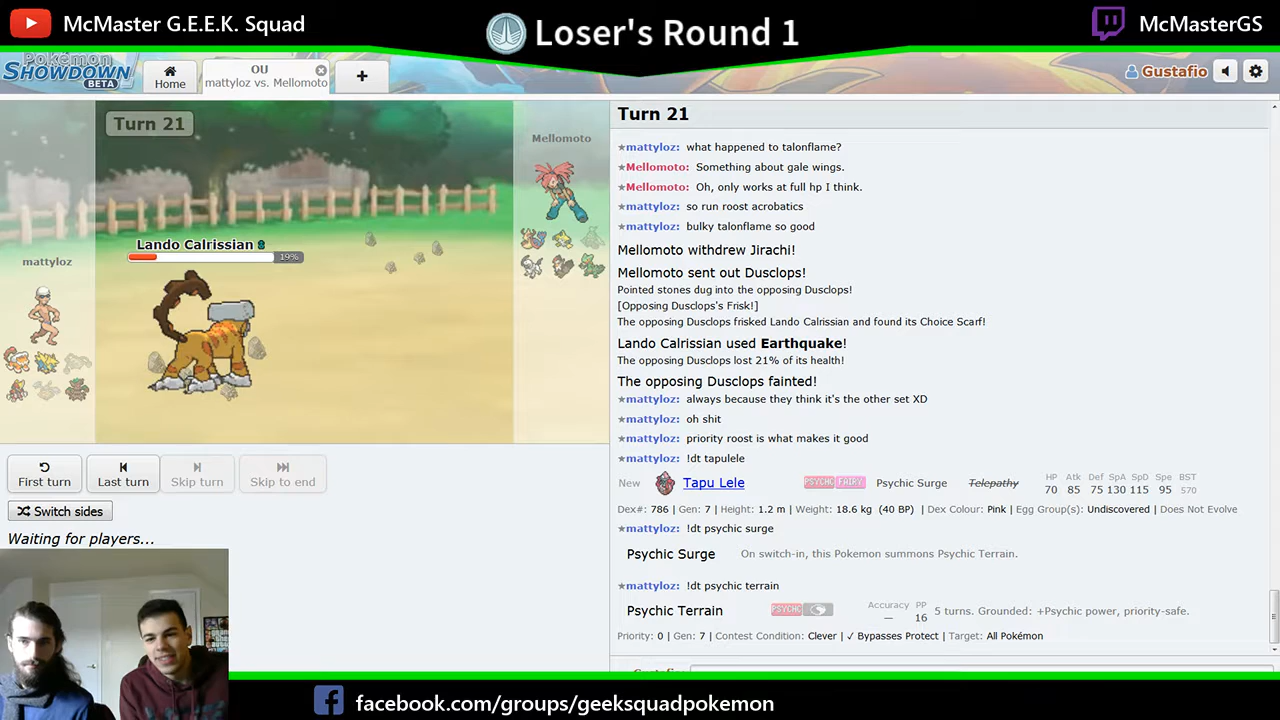 McMaster G.E.E.K. Squad
Loser's Round 1
McMasterGS
Pokémon
SHOWDOWN
BETA
Home
OU
mattyloz vs. Mellomoto
+
Gustafio
Turn 21
Mellomoto
Lando Calrissian
19%
mattyloz
First turn
Last turn
Skip turn
Skip to end
Switch sides
Waiting for players...
Turn 21
★mattyloz: what happened to talonflame?
★Mellomoto: Something about gale wings.
★Mellomoto: Oh, only works at full hp I think.
★mattyloz: so run roost acrobatics
★mattyloz: bulky talonflame so good
Mellomoto withdrew Jirachi!
Mellomoto sent out Dusclops!
Pointed stones dug into the opposing Dusclops!
[Opposing Dusclops's Frisk!]
The opposing Dusclops frisked Lando Calrissian and found its Choice Scarf!
Lando Calrissian used Earthquake!
The opposing Dusclops lost 21% of its health!
The opposing Dusclops fainted!
★mattyloz: always because they think it's the other set XD
★mattyloz: oh shit
★mattyloz: priority roost is what makes it good
★mattyloz: !dt tapulele
New Tapu Lele PSYCHC FAIRY Psychic Surge Telepathy HP 70 Atk 85 Def 75 SpA 130 SpD 115 Spe 95 BST 570
Dex#: 786 | Gen: 7 | Height: 1.2 m | Weight: 18.6 kg (40 BP) | Dex Colour: Pink | Egg Group(s): Undiscovered | Does Not Evolve
★mattyloz: !dt psychic surge
Psychic Surge On switch-in, this Pokemon summons Psychic Terrain.
★mattyloz: !dt psychic terrain
Psychic Terrain PSYCHC Accuracy — PP 16 5 turns. Grounded: +Psychic power, priority-safe.
Priority: 0 | Gen: 7 | Contest Condition: Clever | ✓ Bypasses Protect | Target: All Pokémon
facebook.com/groups/geeksquadpokemon